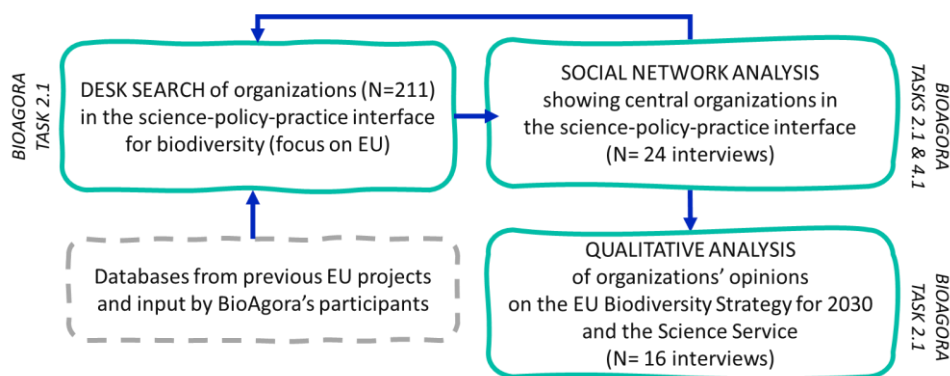 BIOAGORA
TASK 2.1
DESK SEARCH of organizations (N=211)
in the science-policy-practice interface
for biodiversity (focus on EU)
SOCIAL NETWORK ANALYSIS
showing central organizations in
the science-policy-practice interface
(N= 24 interviews)
BIOAGORA
TASKS 2.1 & 4.1
Databases from previous EU projects
and input by BioAgora's participants
QUALITATIVE ANALYSIS
of organizations' opinions
on the EU Biodiversity Strategy for 2030
and the Science Service
(N= 16 interviews)
BIOAGORA
TASK 2.1